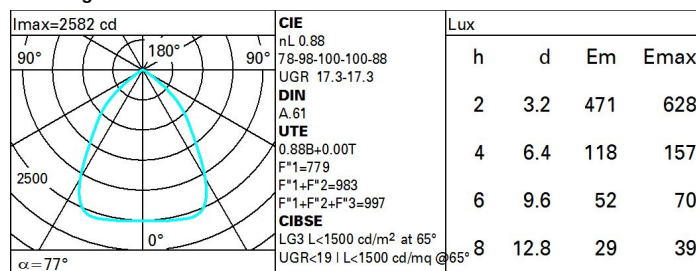 Imax=2582 cd
90°
180°
90°
2500
0°
α=77°
CIE
nL 0.88
78-98-100-100-88
UGR 17.3-17.3
DIN
A.61
UTE
0.88B+0.00T
F"1=779
F"1+F"2=983
F"1+F"2+F"3=997
CIBSE
LG3 L<1500 cd/m² at 65°
UGR<19 | L<1500 cd/mq @65°
Lux
h d Em Emax
2 3.2 471 628
4 6.4 118 157
6 9.6 52 70
8 12.8 29 39